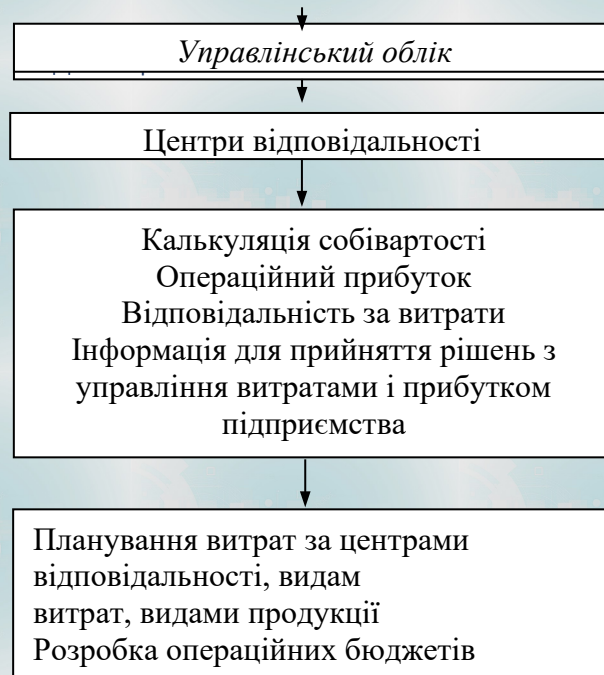 Управлінський облік
Центри відповідальності
Калькуляція собівартості
Операційний прибуток
Відповідальність за витрати
Інформація для прийняття рішень з
управління витратами і прибутком
підприємства
Планування витрат за центрами
відповідальності, видам
витрат, видами продукції
Розробка операційних бюджетів